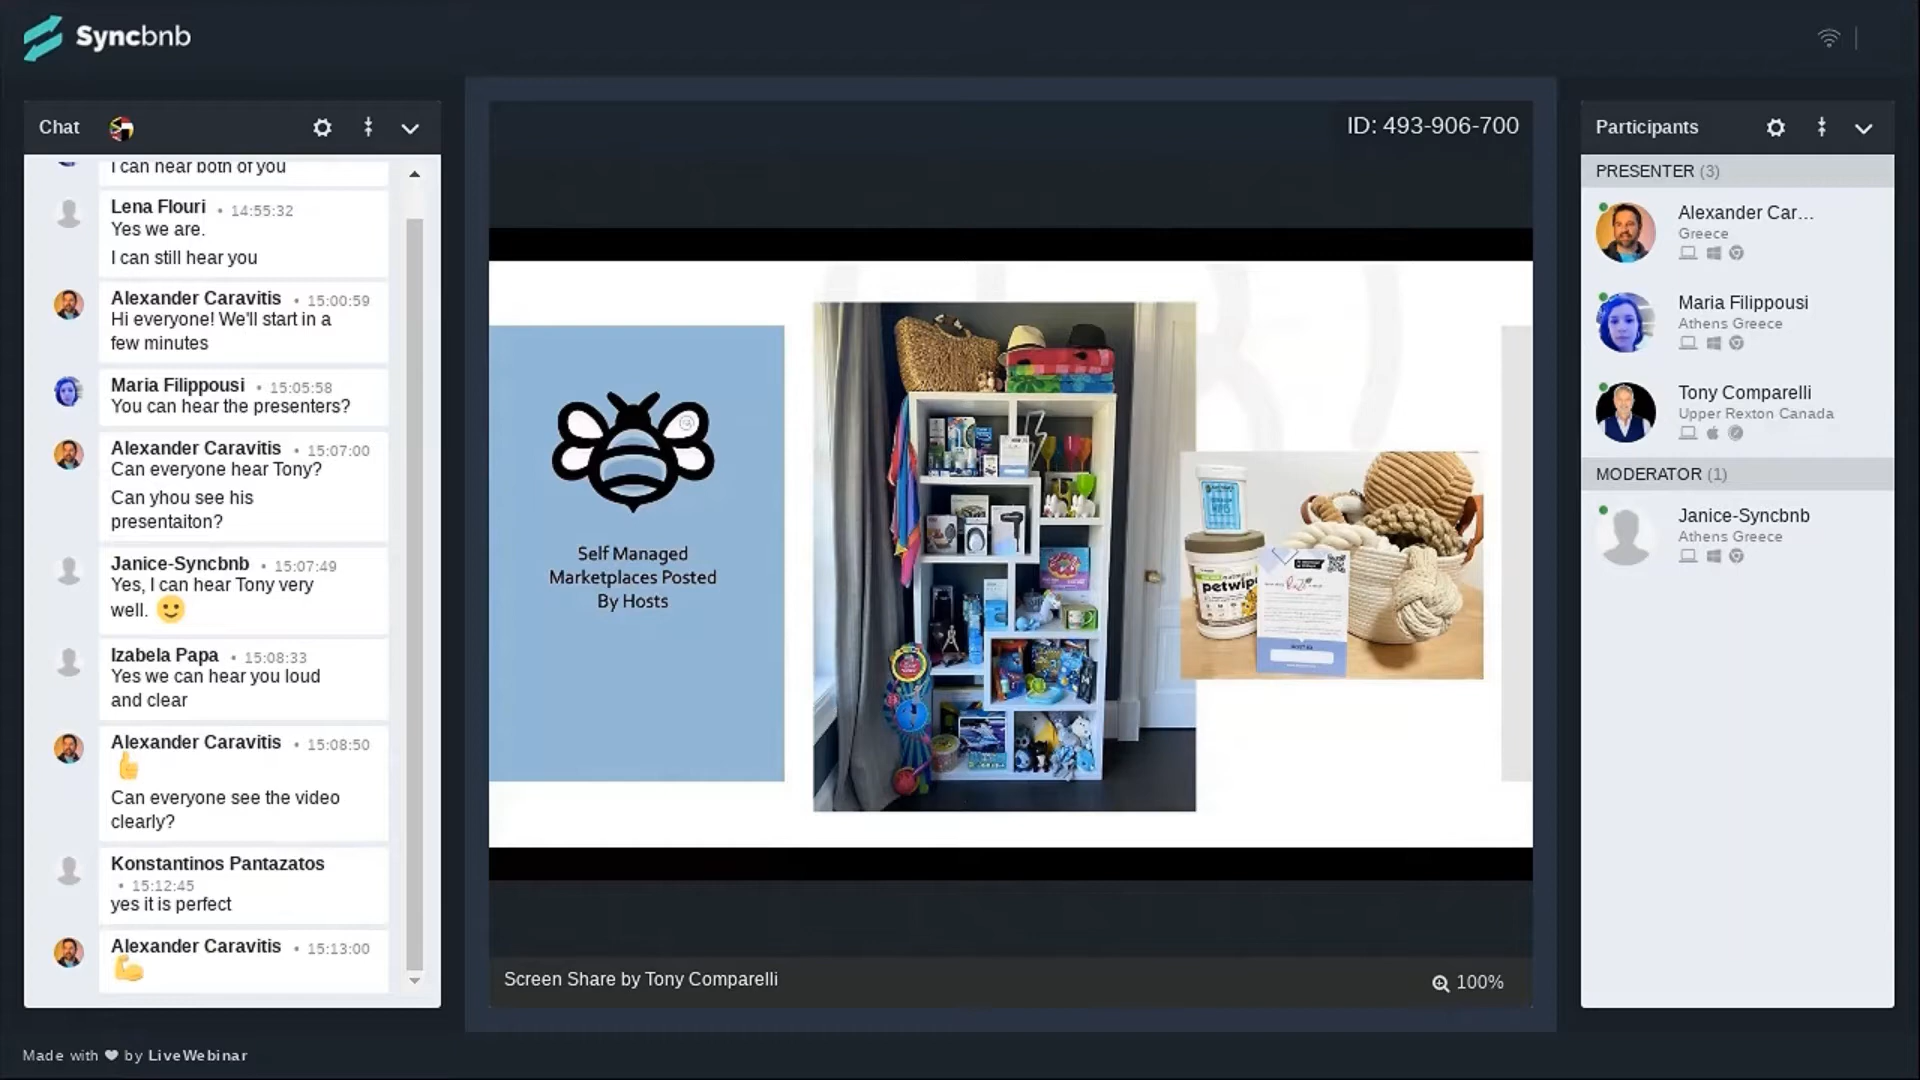 Syncbnb
Chat
I can hear both of you
Lena Flouri • 14:55:32
Yes we are.
I can still hear you
Alexander Caravitis • 15:00:59
Hi everyone! We'll start in a
few minutes
Maria Filippousi • 15:05:58
You can hear the presenters?
Alexander Caravitis • 15:07:00
Can everyone hear Tony?
Can yhou see his
presentaiton?
Janice-Syncbnb • 15:07:49
Yes, I can hear Tony very
well. 🙂
Izabela Papa • 15:08:33
Yes we can hear you loud
and clear
Alexander Caravitis • 15:08:50
👍
Can everyone see the video
clearly?
Konstantinos Pantazatos
• 15:12:45
yes it is perfect
Alexander Caravitis • 15:13:00
💪
ID: 493-906-700
Self Managed
Marketplaces Posted
By Hosts
Screen Share by Tony Comparelli
100%
Participants
PRESENTER (3)
Alexander Car...
Greece
Maria Filippousi
Athens Greece
Tony Comparelli
Upper Rexton Canada
MODERATOR (1)
Janice-Syncbnb
Athens Greece
Made with ❤ by LiveWebinar